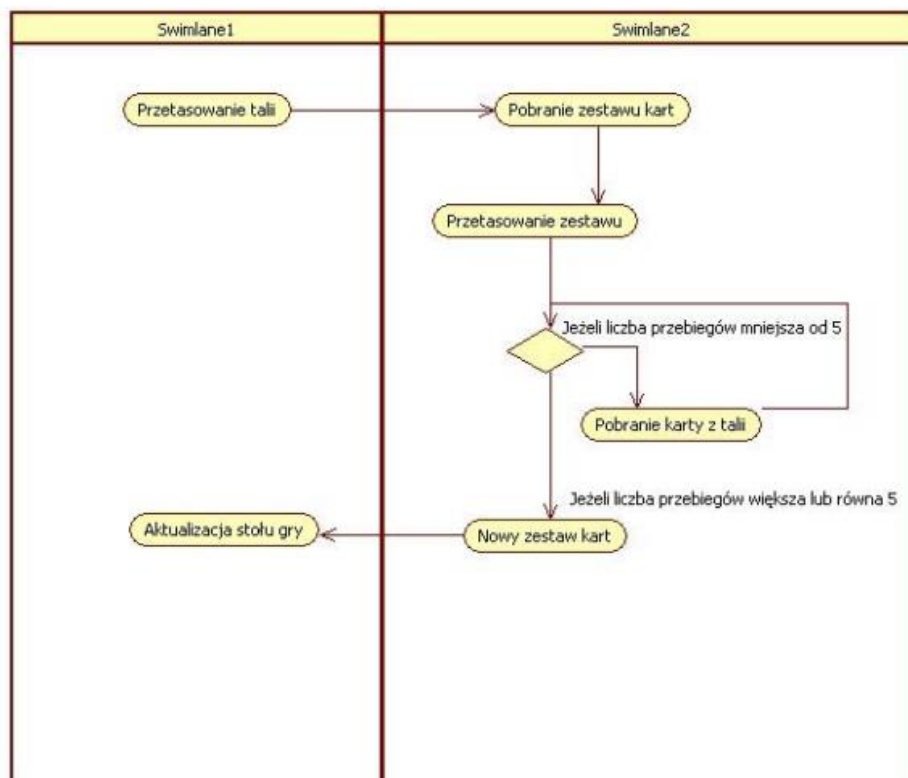 Swimlane1
Swimlane2
Przetasowanie talii
Pobranie zestawu kart
Przetasowanie zestawu
Jeżeli liczba przebiegów mniejsza od 5
Pobranie karty z talii
Jeżeli liczba przebiegów większa lub równa 5
Aktualizacja stołu gry
Nowy zestaw kart